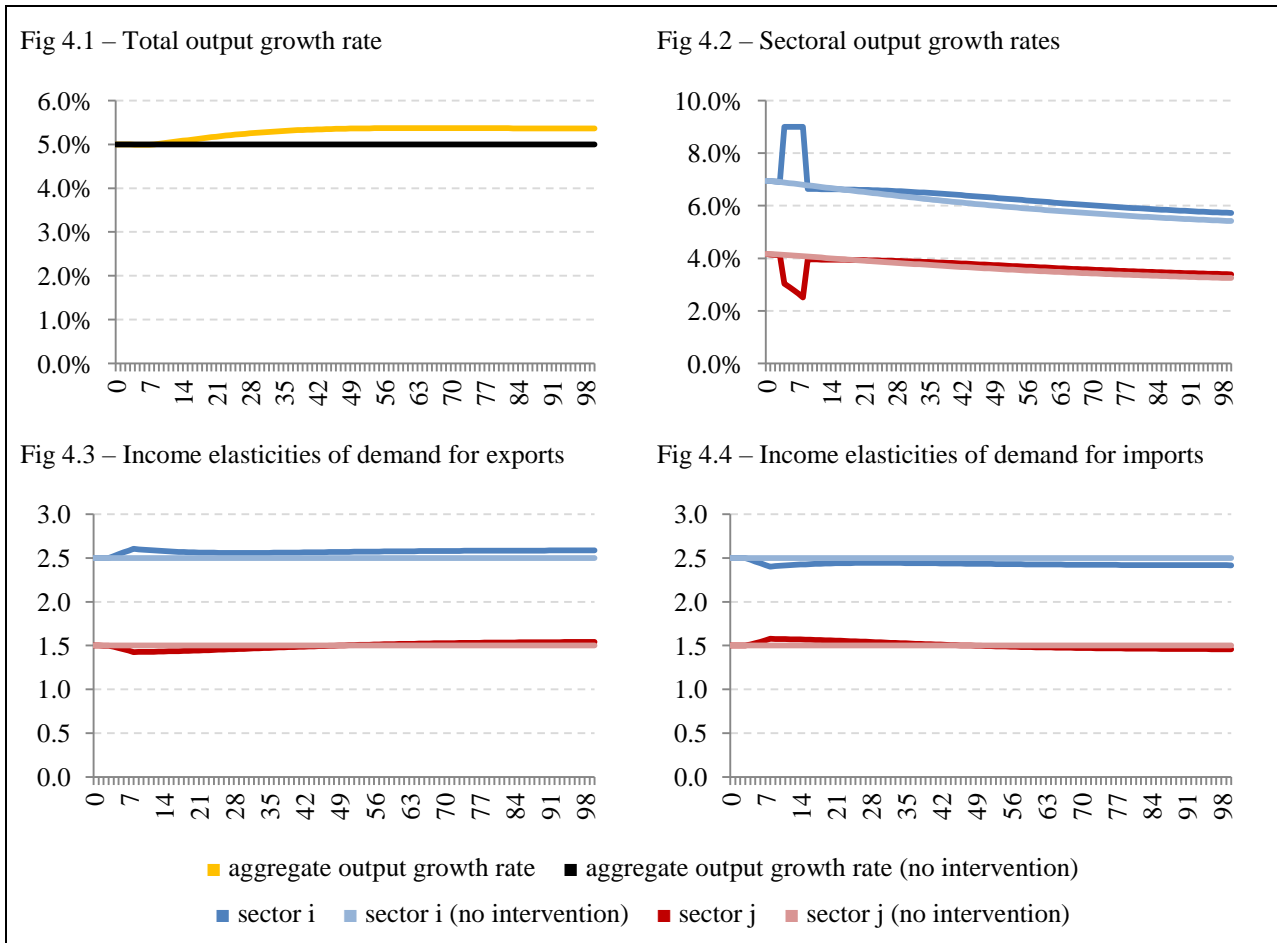 Fig 4.1 – Total output growth rate
6.0%
5.0%
4.0%
3.0%
2.0%
1.0%
0.0%
0 7 14 21 28 35 42 49 56 63 70 77 84 91 98
Fig 4.2 – Sectoral output growth rates
10.0%
8.0%
6.0%
4.0%
2.0%
0.0%
0 7 14 21 28 35 42 49 56 63 70 77 84 91 98
Fig 4.3 – Income elasticities of demand for exports
3.0
2.5
2.0
1.5
1.0
0.5
0.0
0 7 14 21 28 35 42 49 56 63 70 77 84 91 98
Fig 4.4 – Income elasticities of demand for imports
3.0
2.5
2.0
1.5
1.0
0.5
0.0
0 7 14 21 28 35 42 49 56 63 70 77 84 91 98
aggregate output growth rate aggregate output growth rate (no intervention)
sector i sector i (no intervention) sector j sector j (no intervention)